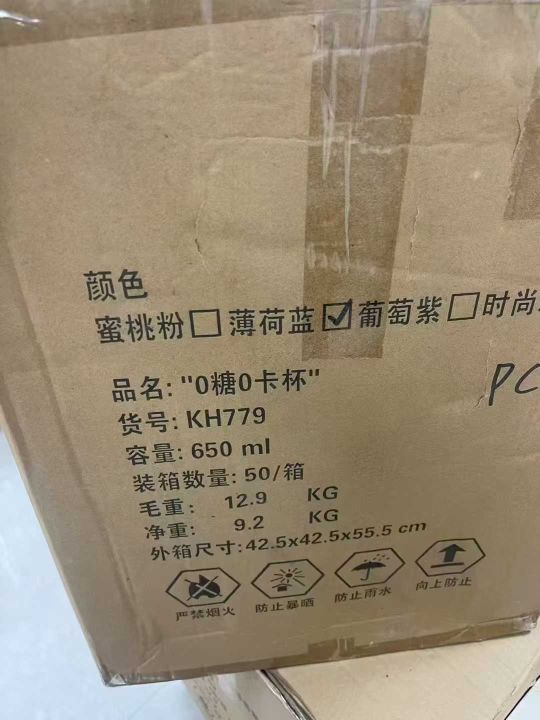 颜色
蜜桃粉☐薄荷蓝☑葡萄紫☐时尚
品名: "0糖0卡杯"
PC
货号: KH779
容量: 650 ml
装箱数量: 50/箱
毛重: 12.9 KG
净重: 9.2 KG
外箱尺寸: 42.5x42.5x55.5 cm
严禁烟火 防止暴晒 防止雨水 向上防止